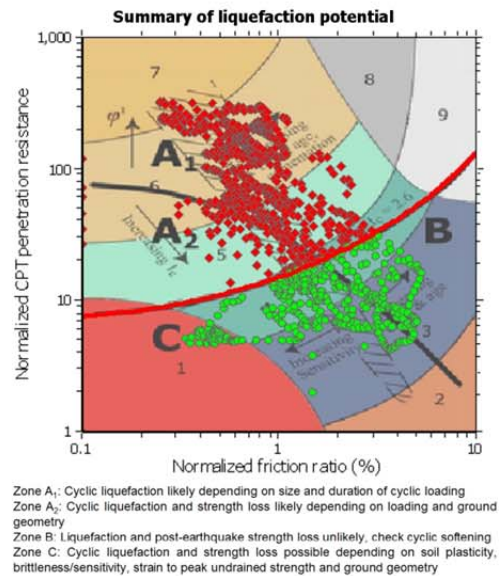 Summary of liquefaction potential
Normalized CPT penetration resistance
1,000
100
10
1
7
8
9
φ'
A1
6
A2
Increasing Ic
5
Ic = 2.6
B
C
1
3
Increasing
Sensitivity
2
0.1
1
10
Normalized friction ratio (%)
Zone A1: Cyclic liquefaction likely depending on size and duration of cyclic loading
Zone A2: Cyclic liquefaction and strength loss likely depending on loading and ground
geometry
Zone B: Liquefaction and post-earthquake strength loss unlikely, check cyclic softening
Zone C: Cyclic liquefaction and strength loss possible depending on soil plasticity,
brittleness/sensitivity, strain to peak undrained strength and ground geometry